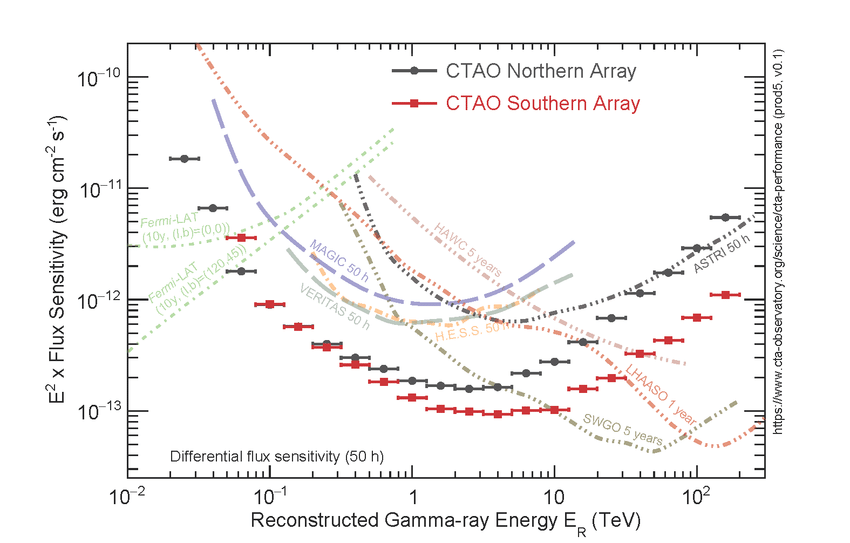 CTAO Northern Array
CTAO Southern Array
E² x Flux Sensitivity (erg cm⁻² s⁻¹)
10⁻¹⁰
10⁻¹¹
10⁻¹²
10⁻¹³
Fermi-LAT
(10y, (l,b)=(0,0))
Fermi-LAT
(10y, (l,b)=(120,45))
MAGIC 50 h
VERITAS 50 h
H.E.S.S. 50 h
HAWC 5 years
ASTRI 50 h
LHAASO 1 year
SWGO 5 years
Differential flux sensitivity (50 h)
10⁻²
10⁻¹
1
10
10²
Reconstructed Gamma-ray Energy E_R (TeV)
https://www.cta-observatory.org/science/cta-performance (prod5, v0.1)